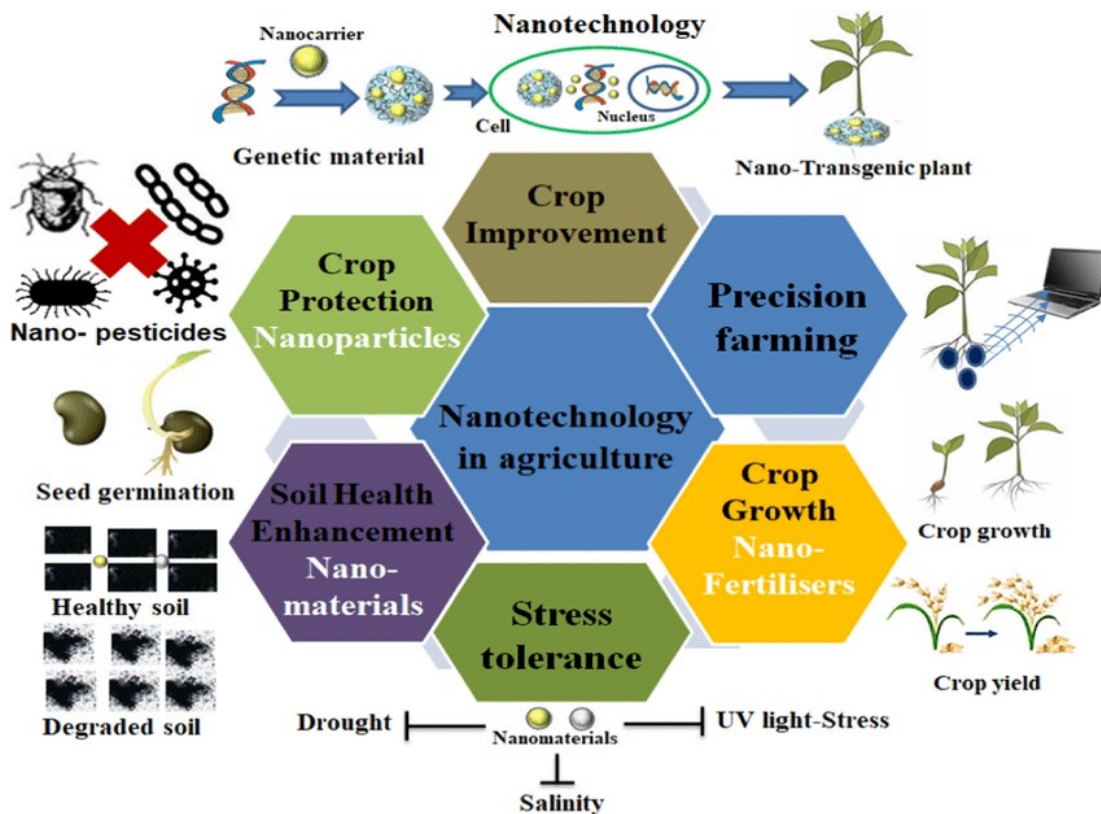 Nanocarrier
Nanotechnology
Cell
Nucleus
Genetic material
Nano-Transgenic plant
Crop
Improvement
Crop
Protection
Nanoparticles
Precision
farming
Nano- pesticides
Nanotechnology
in agriculture
Seed germination
Soil Health
Enhancement
Nano-
materials
Crop
Growth
Nano-
Fertilisers
Crop growth
Healthy soil
Stress
tolerance
Crop yield
Degraded soil
Drought
Nanomaterials
UV light-Stress
Salinity